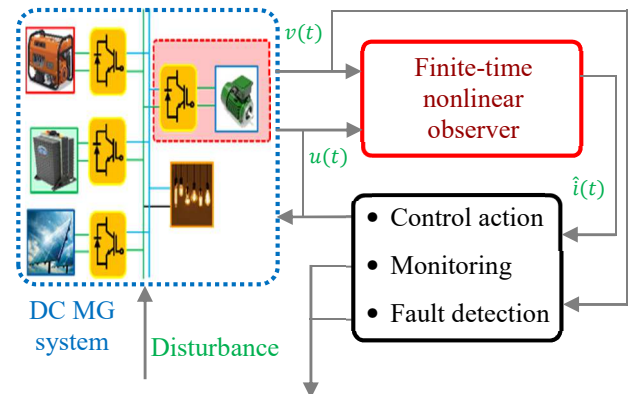 v(t)
Finite-time
nonlinear
observer
u(t)
î(t)
• Control action
• Monitoring
• Fault detection
DC MG
system
Disturbance